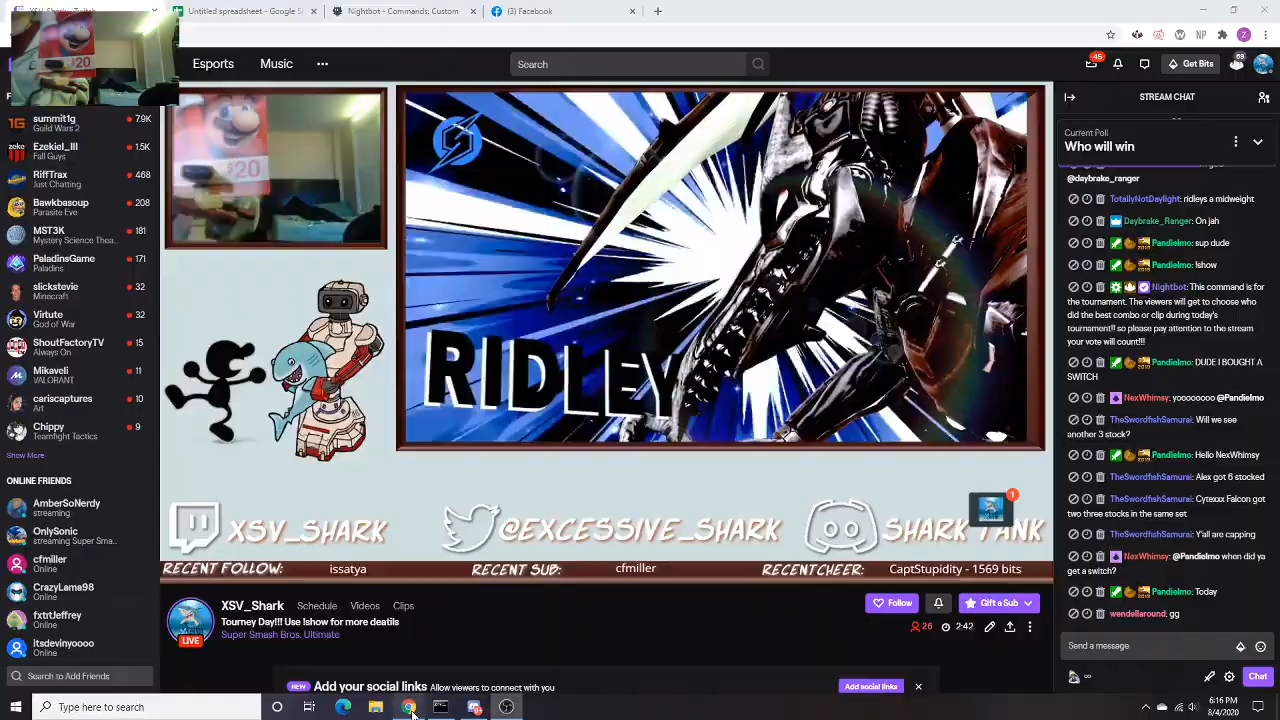 Untitled spreadsheet - Google S
Nightbot - Commands: Custom
(3) Facebook
Esports
Music
Search
45
69
Get Bits
$20
$20
summit1g
Guild Wars 2
7.9K
Ezekiel_III
Fall Guys
1.5K
RiffTrax
Just Chatting
468
Bawkbasoup
Parasite Eve
208
MST3K
Mystery Science Thea..
181
PaladinsGame
Paladins
171
slickstevie
Minecraft
32
Virtute
God of War
32
ShoutFactoryTV
Always On
15
Mikaveli
VALORANT
11
cariscaptures
Art
10
Chippy
Teamfight Tactics
9
Show More
ONLINE FRIENDS
AmberSoNerdy
streaming
OnlySonic
streaming Super Sma...
cfmiller
Online
CrazyLama98
Online
fxtrtJeffrey
Online
itsdevinyoooo
Online
Search to Add Friends
RIDLEY
1
XSV_SHARK
@EXCESSIVE_SHARK
SHARK TANK
RECENT FOLLOW:
issatya
RECENT SUB:
cfmiller
RECENT CHEER:
CaptStupidity - 1569 bits
XSV_Shark
Schedule
Videos
Clips
Tourney Day!!! Use !show for more deatils
Super Smash Bros. Ultimate
LIVE
Follow
Gift a Sub
26
2:42
NEW
Add your social links
Allow viewers to connect with you
Add social links
STREAM CHAT
Current Poll
Who will win
@daybrake_ranger
TotallyNotDaylight: ridleys a midweight
Daybrake_Ranger: On jah
Pandielmo: sup dude
Pandielmo: !show
Nightbot: This command is for
the tournament. The viewers get to choose who
did the best combo or clip during today's
tournament!! so please pay attention to the stream
your vote will count!!!
Pandielmo: DUDE I BOUGHT A
SWITCH
NexWhimsy: yooooooo @Pandielmo
TheSwordfishSamurai: Will we see
another 3 stock?
Pandielmo: Hello NexWhimsy
TheSwordfishSamurai: Alex got 6 stocked
TheSwordfishSamurai: Cytexxx Falcon got
two three stocks in the same set
TheSwordfishSamurai: Y'all are capping
NexWhimsy: @Pandielmo when did ya
get a switch?
Pandielmo: Today
wendellaround: gg
Send a message
Chat
Type here to search
6:16 PM
8/4/2020